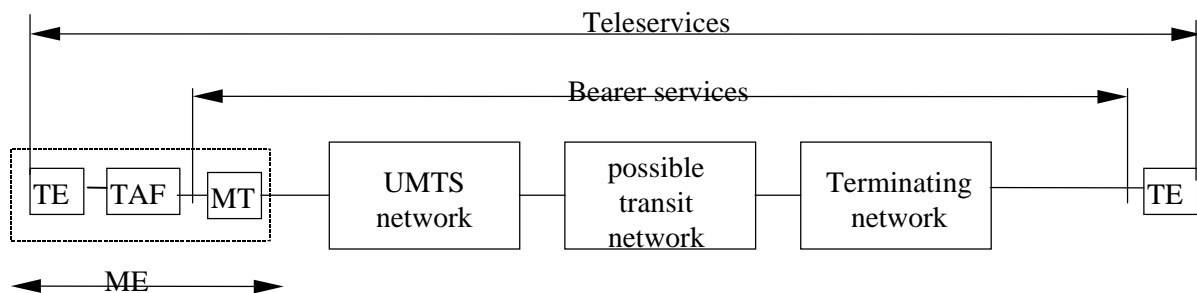 Teleservices
Bearer services
TE
TAF
MT
UMTS
network
possible
transit
network
Terminating
network
TE
ME